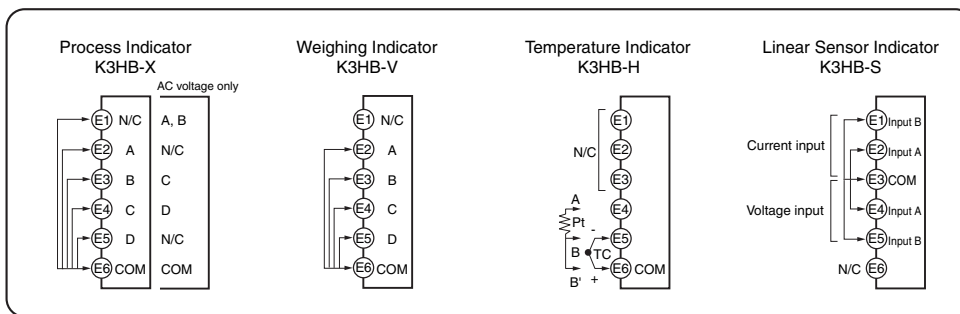 Process Indicator
K3HB-X
AC voltage only
E1 N/C A, B
E2 A N/C
E3 B C
E4 C D
E5 D N/C
E6 COM COM
Weighing Indicator
K3HB-V
E1 N/C
E2 A
E3 B
E4 C
E5 D
E6 COM
Temperature Indicator
K3HB-H
E1
N/C E2
E3
A E4
Pt
- E5
B TC
E6 COM
B' +
Linear Sensor Indicator
K3HB-S
E1 Input B
Current input E2 Input A
E3 COM
Voltage input E4 Input A
E5 Input B
N/C E6